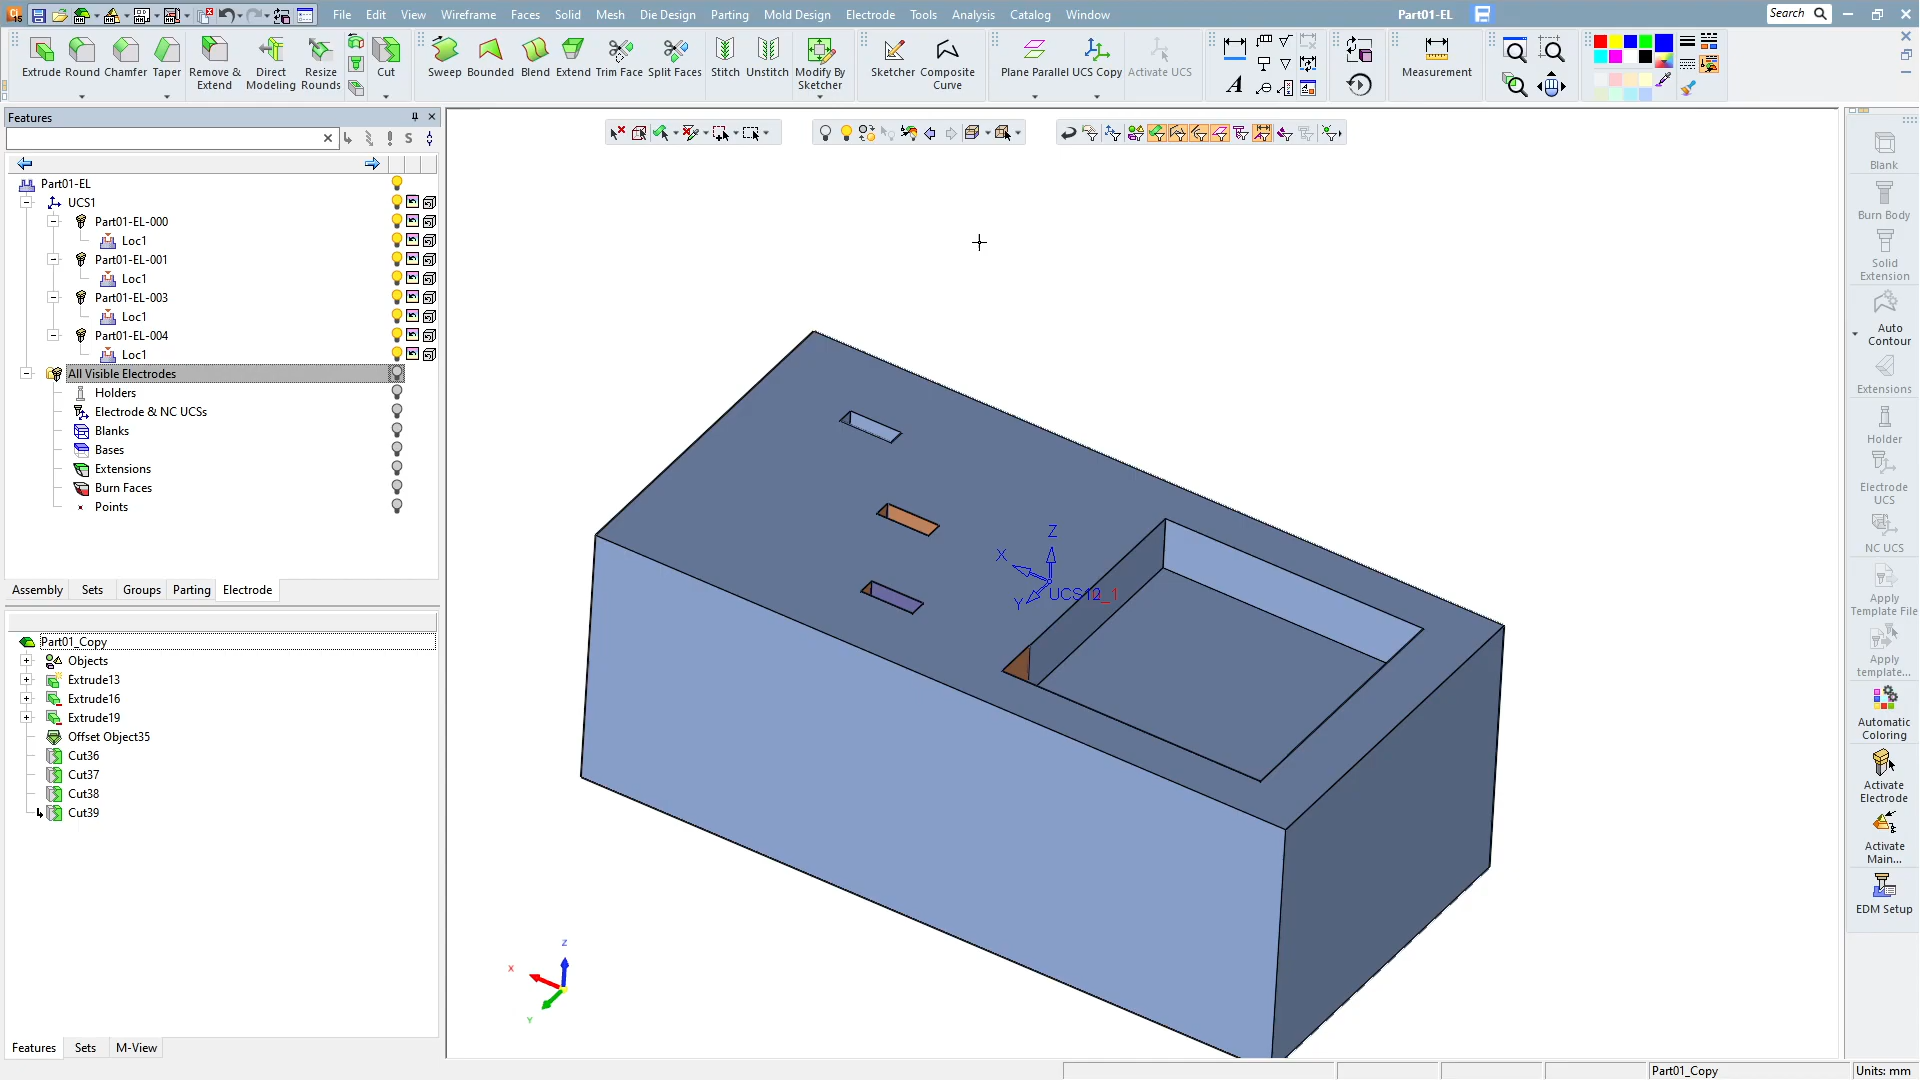 File Edit View Wireframe Faces Solid Mesh Die Design Parting Mold Design Electrode Tools Analysis Catalog Window
Part01-EL
Search
Extrude Round Chamfer Taper
Remove & Extend
Direct Modeling
Resize Rounds
Cut
Sweep Bounded Blend Extend Trim Face Split Faces
Stitch Unstitch
Modify By Sketcher
Sketcher
Composite Curve
Plane Parallel UCS Copy Activate UCS
A
Measurement
Features
S
Part01-EL
UCS1
Part01-EL-000
Loc1
Part01-EL-001
Loc1
Part01-EL-003
Loc1
Part01-EL-004
Loc1
All Visible Electrodes
Holders
Electrode & NC UCSs
Blanks
Bases
Extensions
Burn Faces
Points
Assembly Sets Groups Parting Electrode
Part01_Copy
Objects
Extrude13
Extrude16
Extrude19
Offset Object35
Cut36
Cut37
Cut38
Cut39
Features Sets M-View
Z
X
Y
Z
X
Y
Blank
Burn Body
Solid
Extension
Auto
Contour
Extensions
Holder
Electrode
UCS
NC UCS
Apply
Template File
Apply
template...
Automatic
Coloring
Activate
Electrode
Activate
Main...
EDM Setup
Part01_Copy
Units: mm